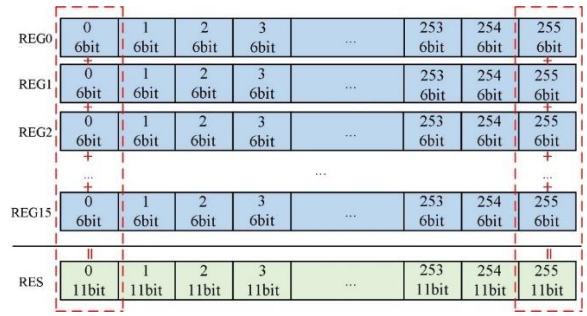 0 1 2 3 ... 253 254 255
REG0
6bit 6bit 6bit 6bit 6bit 6bit 6bit
+ +
0 1 2 3 ... 253 254 255
REG1
6bit 6bit 6bit 6bit 6bit 6bit 6bit
+ +
0 1 2 3 ... 253 254 255
REG2
6bit 6bit 6bit 6bit 6bit 6bit 6bit
+ +
... ... ...
+ +
0 1 2 3 ... 253 254 255
REG15
6bit 6bit 6bit 6bit 6bit 6bit 6bit
= =
0 1 2 3 ... 253 254 255
RES
11bit 11bit 11bit 11bit 11bit 11bit 11bit